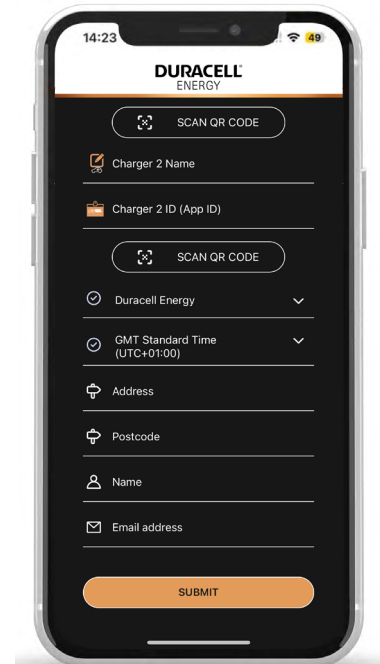 14:23
49
DURACELL®
ENERGY
SCAN QR CODE
Charger 2 Name
Charger 2 ID (App ID)
SCAN QR CODE
Duracell Energy
GMT Standard Time
(UTC+01:00)
Address
Postcode
Name
Email address
SUBMIT